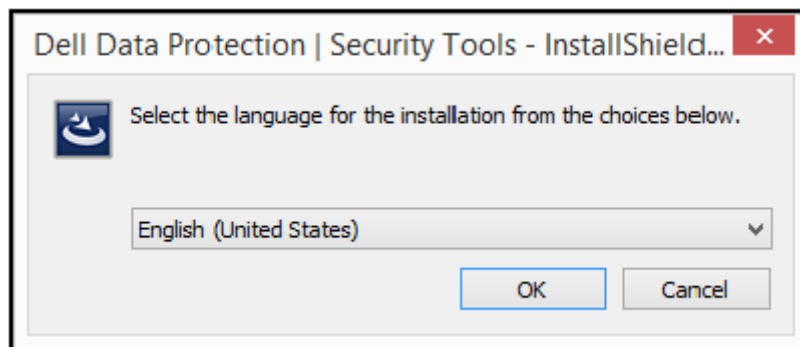 Dell Data Protection | Security Tools - InstallShield...
Select the language for the installation from the choices below.
English (United States)
OK Cancel